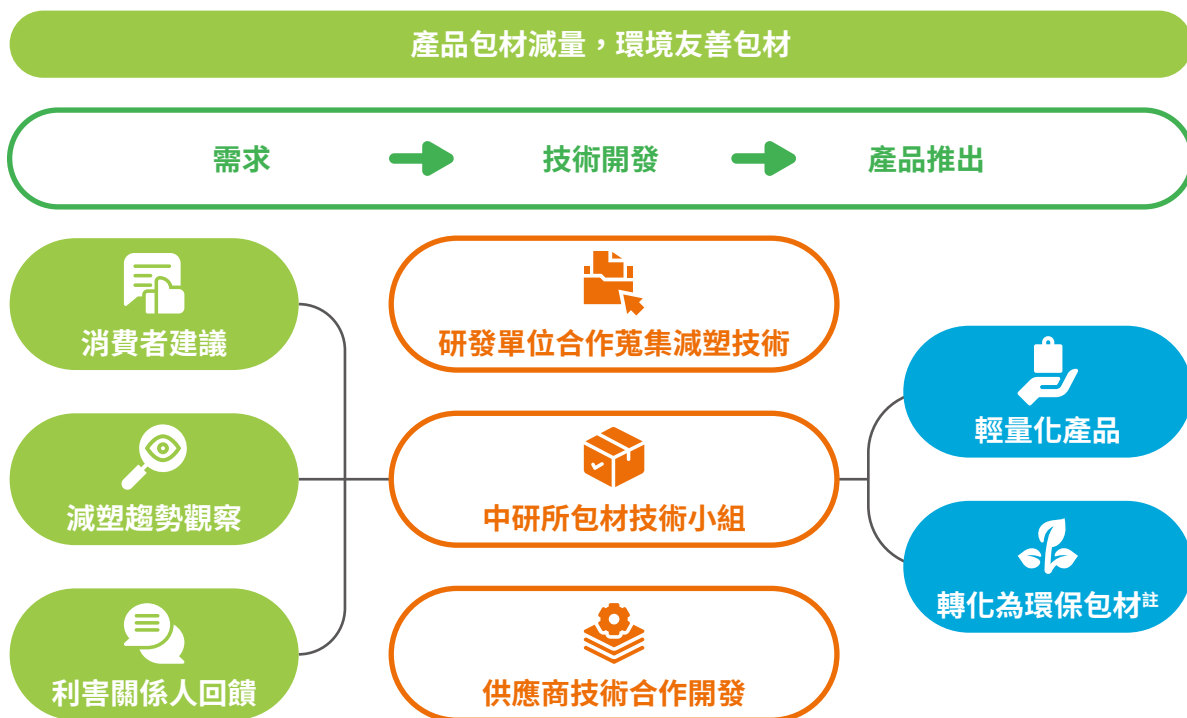 產品包材減量，環境友善包材
需求
技術開發
產品推出
消費者建議
減塑趨勢觀察
利害關係人回饋
研發單位合作蒐集減塑技術
中研所包材技術小組
供應商技術合作開發
輕量化產品
轉化為環保包材註